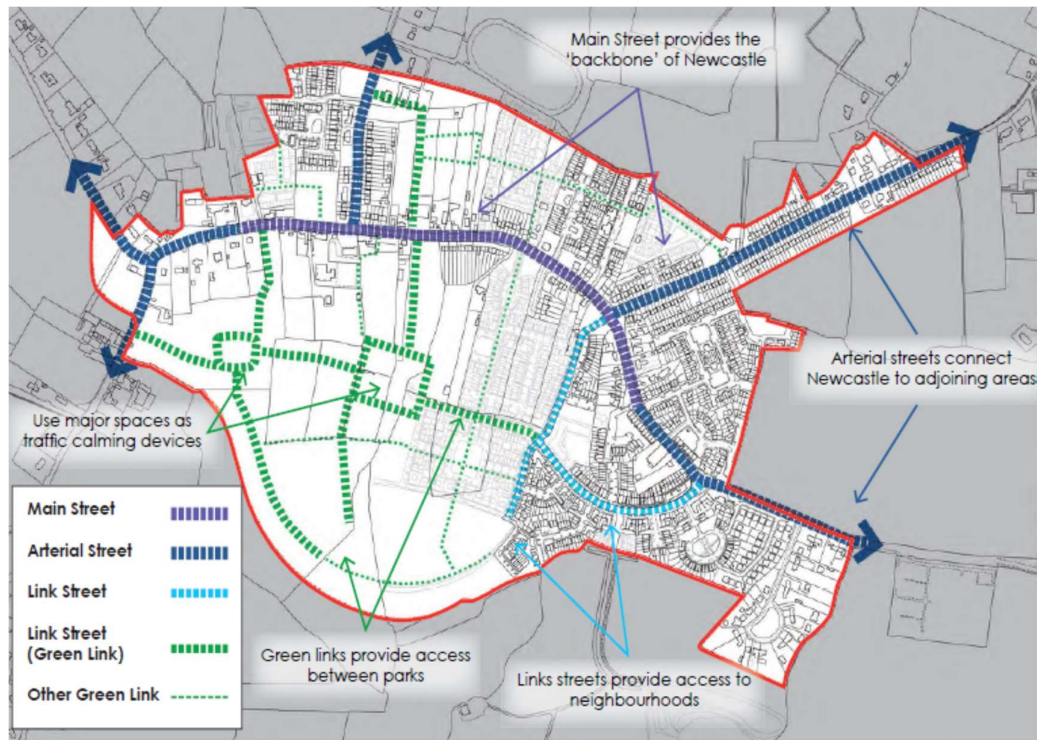 Main Street provides the
‘backbone’ of Newcastle
Arterial streets connect
Newcastle to adjoining areas
Use major spaces as
traffic calming devices
Main Street
Arterial Street
Link Street
Link Street
(Green Link)
Other Green Link
Green links provide access
between parks
Links streets provide access to
neighbourhoods